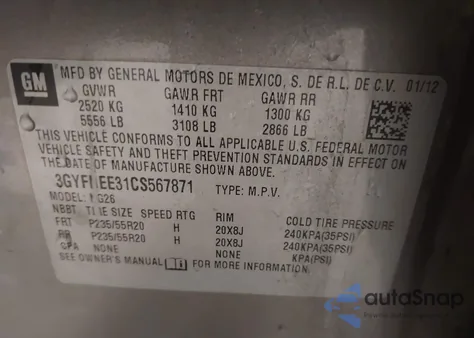 GM
MFD BY GENERAL MOTORS DE MEXICO, S. DE R.L. DE C.V. 01/12
GVWR GAWR FRT GAWR RR
2520 KG 1410 KG 1300 KG
5556 LB 3108 LB 2866 LB
THIS VEHICLE CONFORMS TO ALL APPLICABLE U.S. FEDERAL MOTOR
VEHICLE SAFETY AND THEFT PREVENTION STANDARDS IN EFFECT ON
THE DATE OF MANUFACTURE SHOWN ABOVE.
TYPE: M.P.V.
MODEL:
TIRE SIZE SPEED RTG RIM COLD TIRE PRESSURE
FRT P235/55R20 H 20X8J 240KPA(35PSI)
RR P235/55R20 H 20X8J 240KPA(35PSI)
NONE NONE KPA(PSI)
SEE OWNER'S MANUAL FOR MORE INFORMATION.
autoSnap